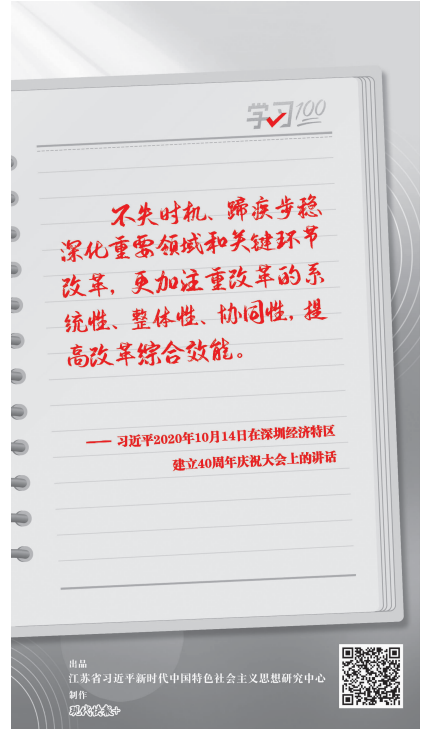 学习100
不失时机、蹄疾步稳
深化重要领域和关键环节
改革，更加注重改革的系
统性、整体性、协同性，提
高改革综合效能。
—— 习近平2020年10月14日在深圳经济特区
建立40周年庆祝大会上的讲话
出品
江苏省习近平新时代中国特色社会主义思想研究中心
制作
现代快报+